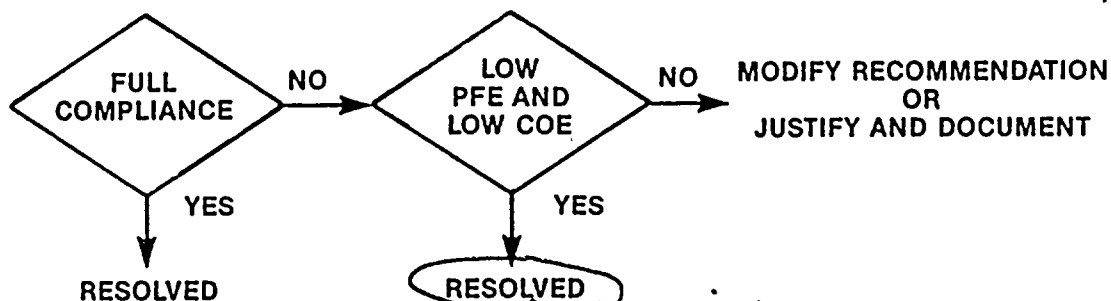 FULL
COMPLIANCE
NO
LOW
PFE AND
LOW COE
NO
MODIFY RECOMMENDATION
OR
JUSTIFY AND DOCUMENT
YES
YES
RESOLVED
RESOLVED